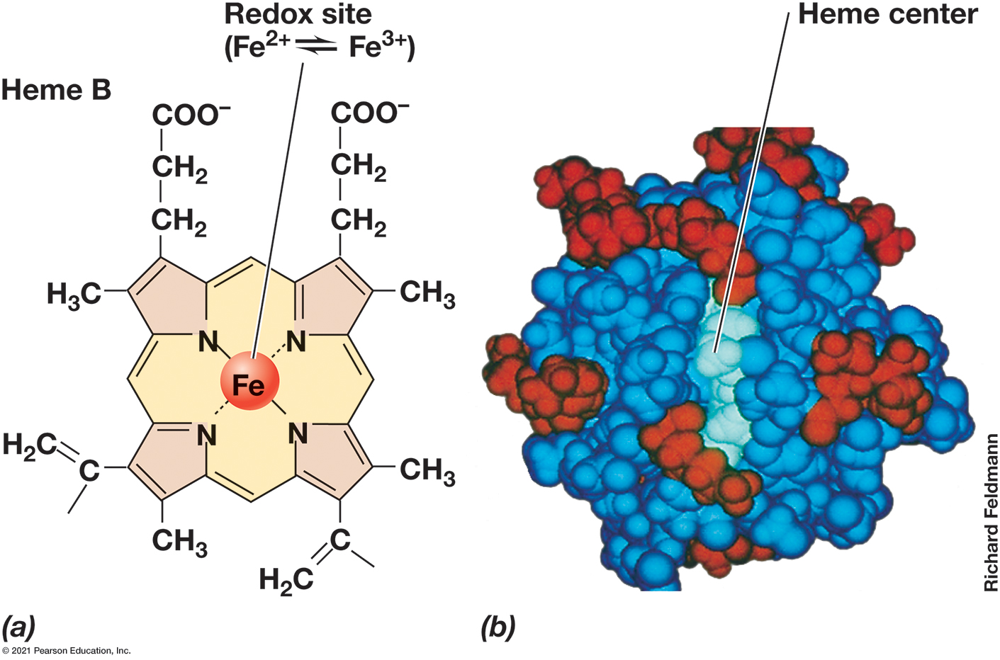 Redox site
(Fe²⁺ ⇌ Fe³⁺)
Heme center
Heme B
COO⁻
COO⁻
CH₂
CH₂
CH₂
CH₂
H₃C
CH₃
N
N
Fe
N
N
H₂C
C
CH₃
CH₃
C
H₂C
Richard Feldmann
(a)
(b)
© 2021 Pearson Education, Inc.